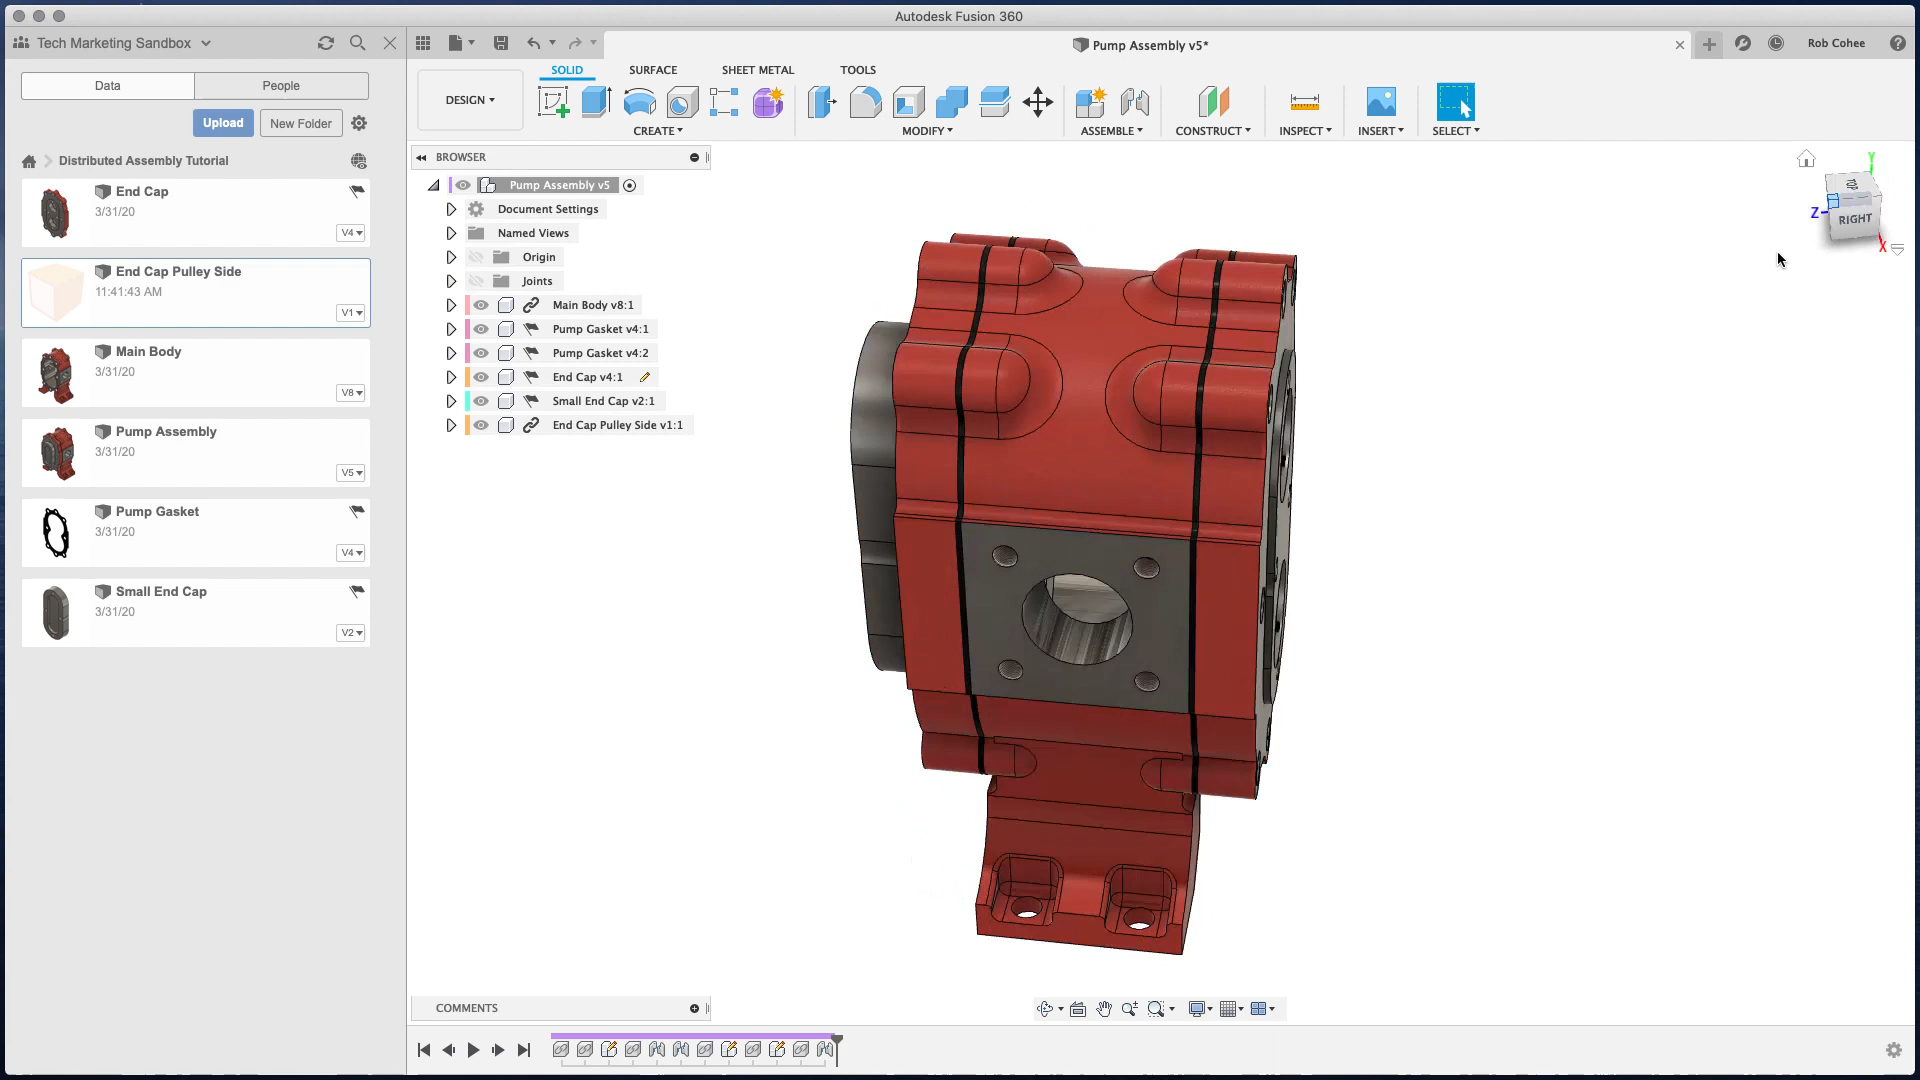 Autodesk Fusion 360
Tech Marketing Sandbox
Pump Assembly v5*
Rob Cohee
Data
People
Upload
New Folder
Distributed Assembly Tutorial
End Cap
3/31/20
V4
End Cap Pulley Side
11:41:43 AM
V1
Main Body
3/31/20
V8
Pump Assembly
3/31/20
V5
Pump Gasket
3/31/20
V4
Small End Cap
3/31/20
V2
SOLID
SURFACE
SHEET METAL
TOOLS
DESIGN
CREATE
MODIFY
ASSEMBLE
CONSTRUCT
INSPECT
INSERT
SELECT
BROWSER
Pump Assembly v5
Document Settings
Named Views
Origin
Joints
Main Body v8:1
Pump Gasket v4:1
Pump Gasket v4:2
End Cap v4:1
Small End Cap v2:1
End Cap Pulley Side v1:1
Y
TOP
Z
RIGHT
X
COMMENTS